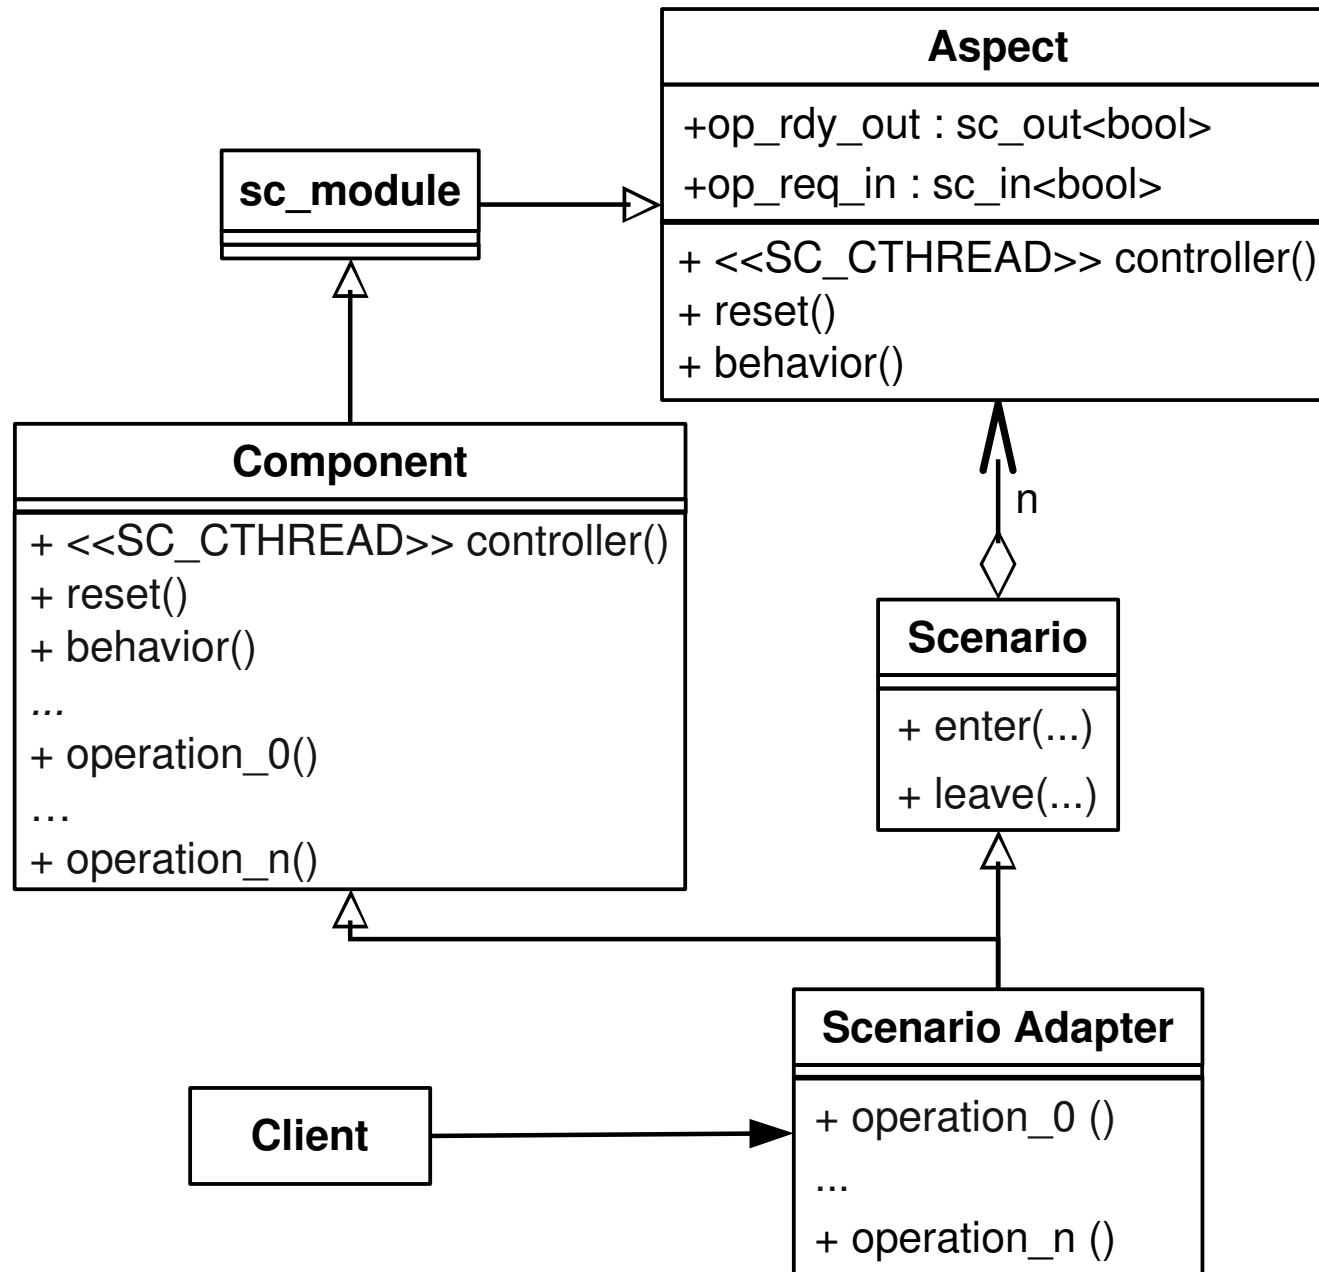 Aspect
+op_rdy_out : sc_out<bool>
+op_req_in : sc_in<bool>
+ <<SC_CTHREAD>> controller()
+ reset()
+ behavior()
sc_module
Component
+ <<SC_CTHREAD>> controller()
+ reset()
+ behavior()
...
+ operation_0()
...
+ operation_n()
n
Scenario
+ enter(...)
+ leave(...)
Scenario Adapter
+ operation_0 ()
...
+ operation_n ()
Client